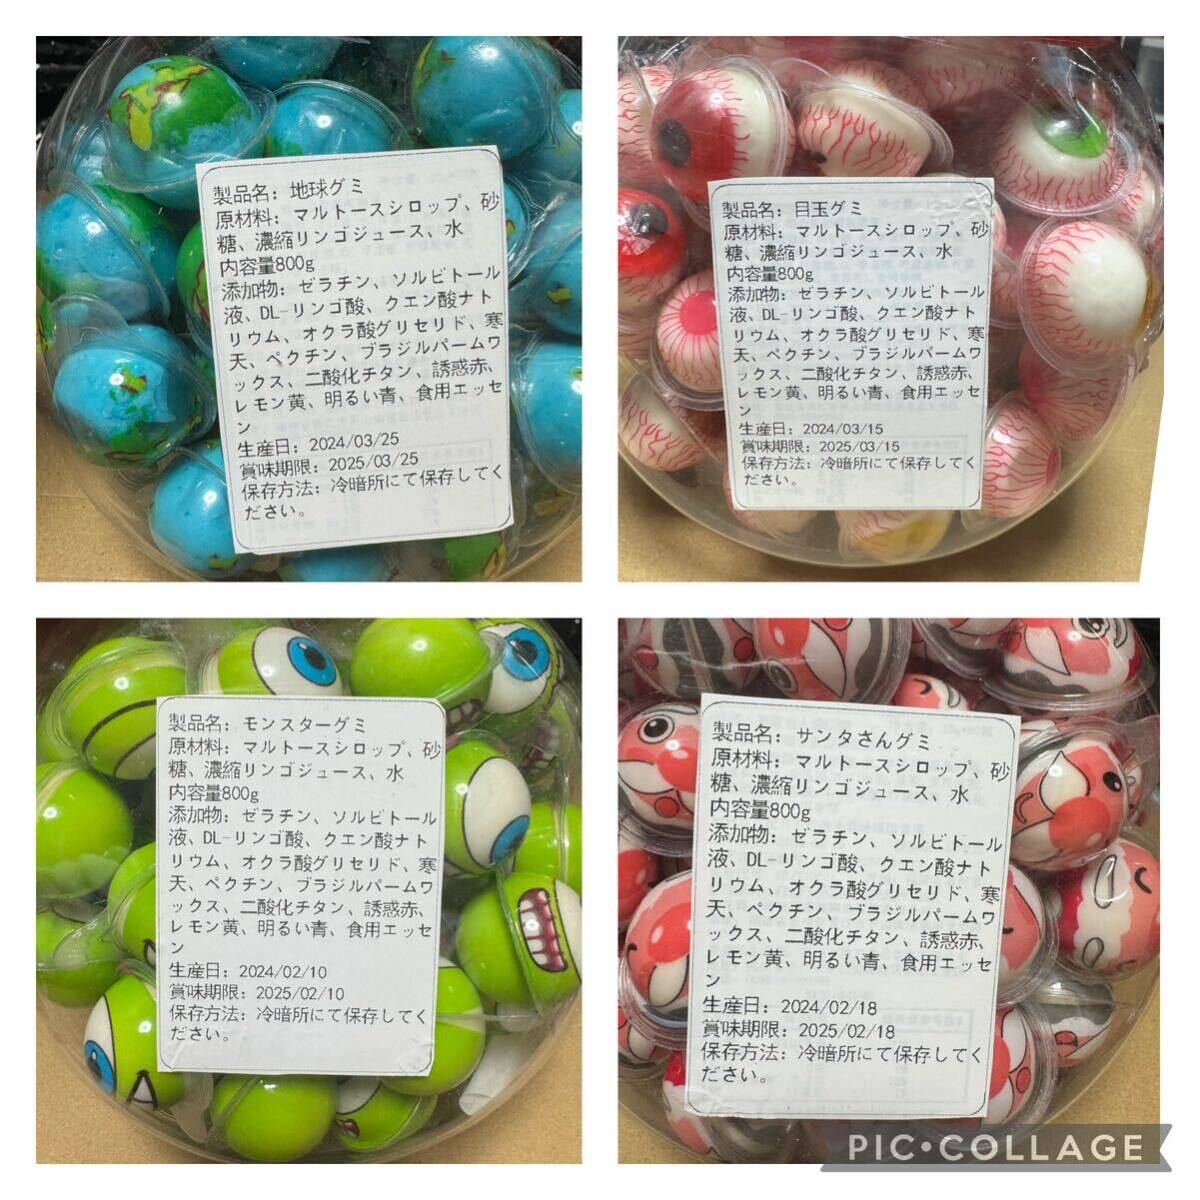 製品名: 地球グミ
原材料: マルトースシロップ、砂
糖、濃縮リンゴジュース、水
内容量800g
添加物: ゼラチン、ソルビトール
液、DL-リンゴ酸、クエン酸ナト
リウム、オクラ酸グリセリド、寒
天、ペクチン、ブラジルパームワ
ックス、二酸化チタン、誘惑赤、
レモン黄、明るい青、食用エッセ
ン
生産日: 2024/03/25
賞味期限: 2025/03/25
保存方法: 冷暗所にて保存してく
ださい。
製品名: 目玉グミ
原材料: マルトースシロップ、砂
糖、濃縮リンゴジュース、水
内容量800g
添加物: ゼラチン、ソルビトール
液、DL-リンゴ酸、クエン酸ナト
リウム、オクラ酸グリセリド、寒
天、ペクチン、ブラジルパームワ
ックス、二酸化チタン、誘惑赤、
レモン黄、明るい青、食用エッセ
ン
生産日: 2024/03/15
賞味期限: 2025/03/15
保存方法: 冷暗所にて保存してく
ださい。
製品名: モンスターグミ
原材料: マルトースシロップ、砂
糖、濃縮リンゴジュース、水
内容量800g
添加物: ゼラチン、ソルビトール
液、DL-リンゴ酸、クエン酸ナト
リウム、オクラ酸グリセリド、寒
天、ペクチン、ブラジルパームワ
ックス、二酸化チタン、誘惑赤、
レモン黄、明るい青、食用エッセ
ン
生産日: 2024/02/10
賞味期限: 2025/02/10
保存方法: 冷暗所にて保存してく
ださい。
製品名: サンタさんグミ
原材料: マルトースシロップ、砂
糖、濃縮リンゴジュース、水
内容量800g
添加物: ゼラチン、ソルビトール
液、DL-リンゴ酸、クエン酸ナト
リウム、オクラ酸グリセリド、寒
天、ペクチン、ブラジルパームワ
ックス、二酸化チタン、誘惑赤、
レモン黄、明るい青、食用エッセ
ン
生産日: 2024/02/18
賞味期限: 2025/02/18
保存方法: 冷暗所にて保存してく
ださい。
PIC•COLLAGE